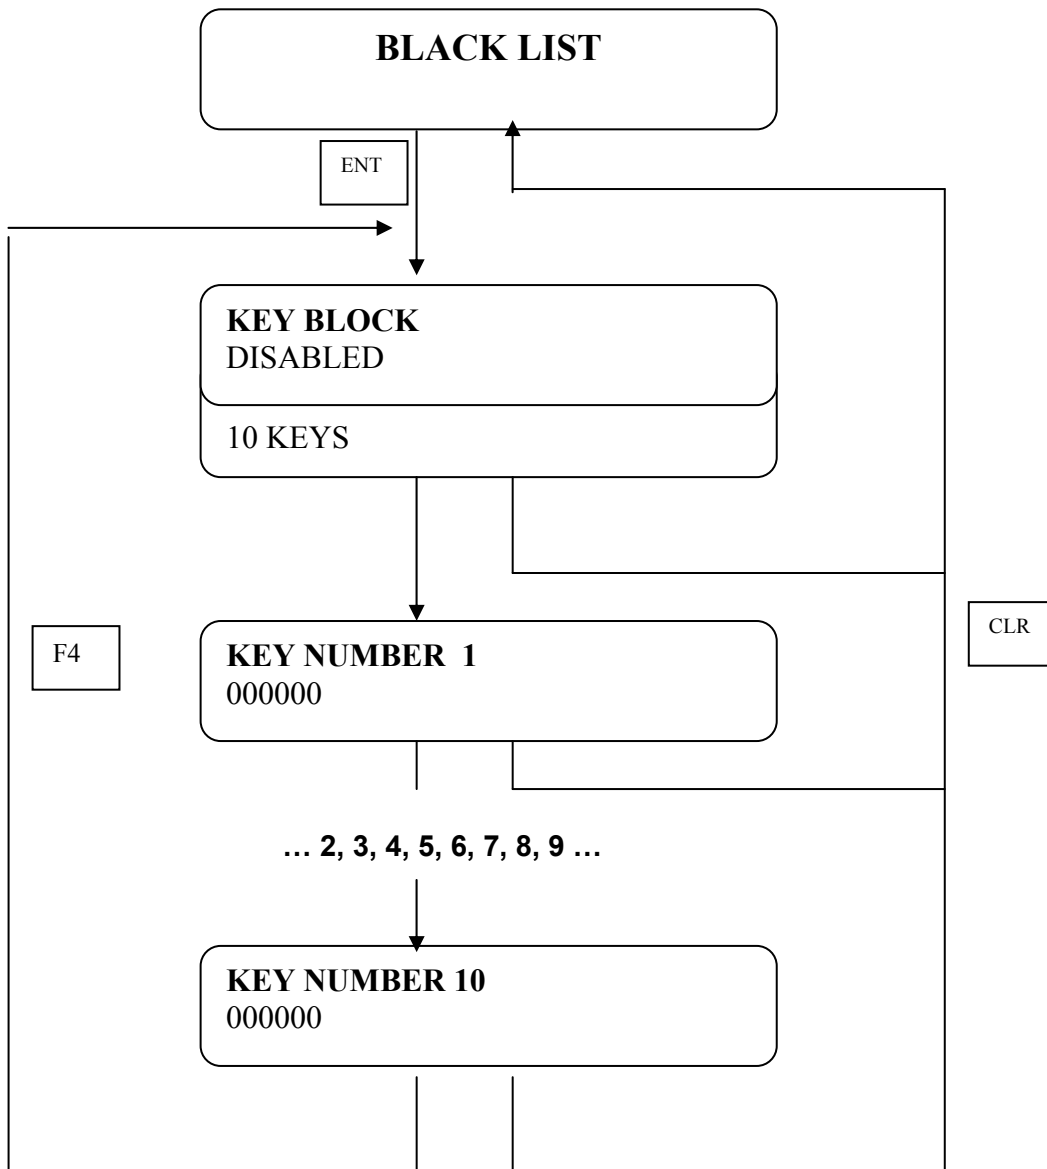 BLACK LIST
ENT
KEY BLOCK
DISABLED
10 KEYS
F4
CLR
KEY NUMBER  1
000000
... 2, 3, 4, 5, 6, 7, 8, 9 ...
KEY NUMBER 10
000000